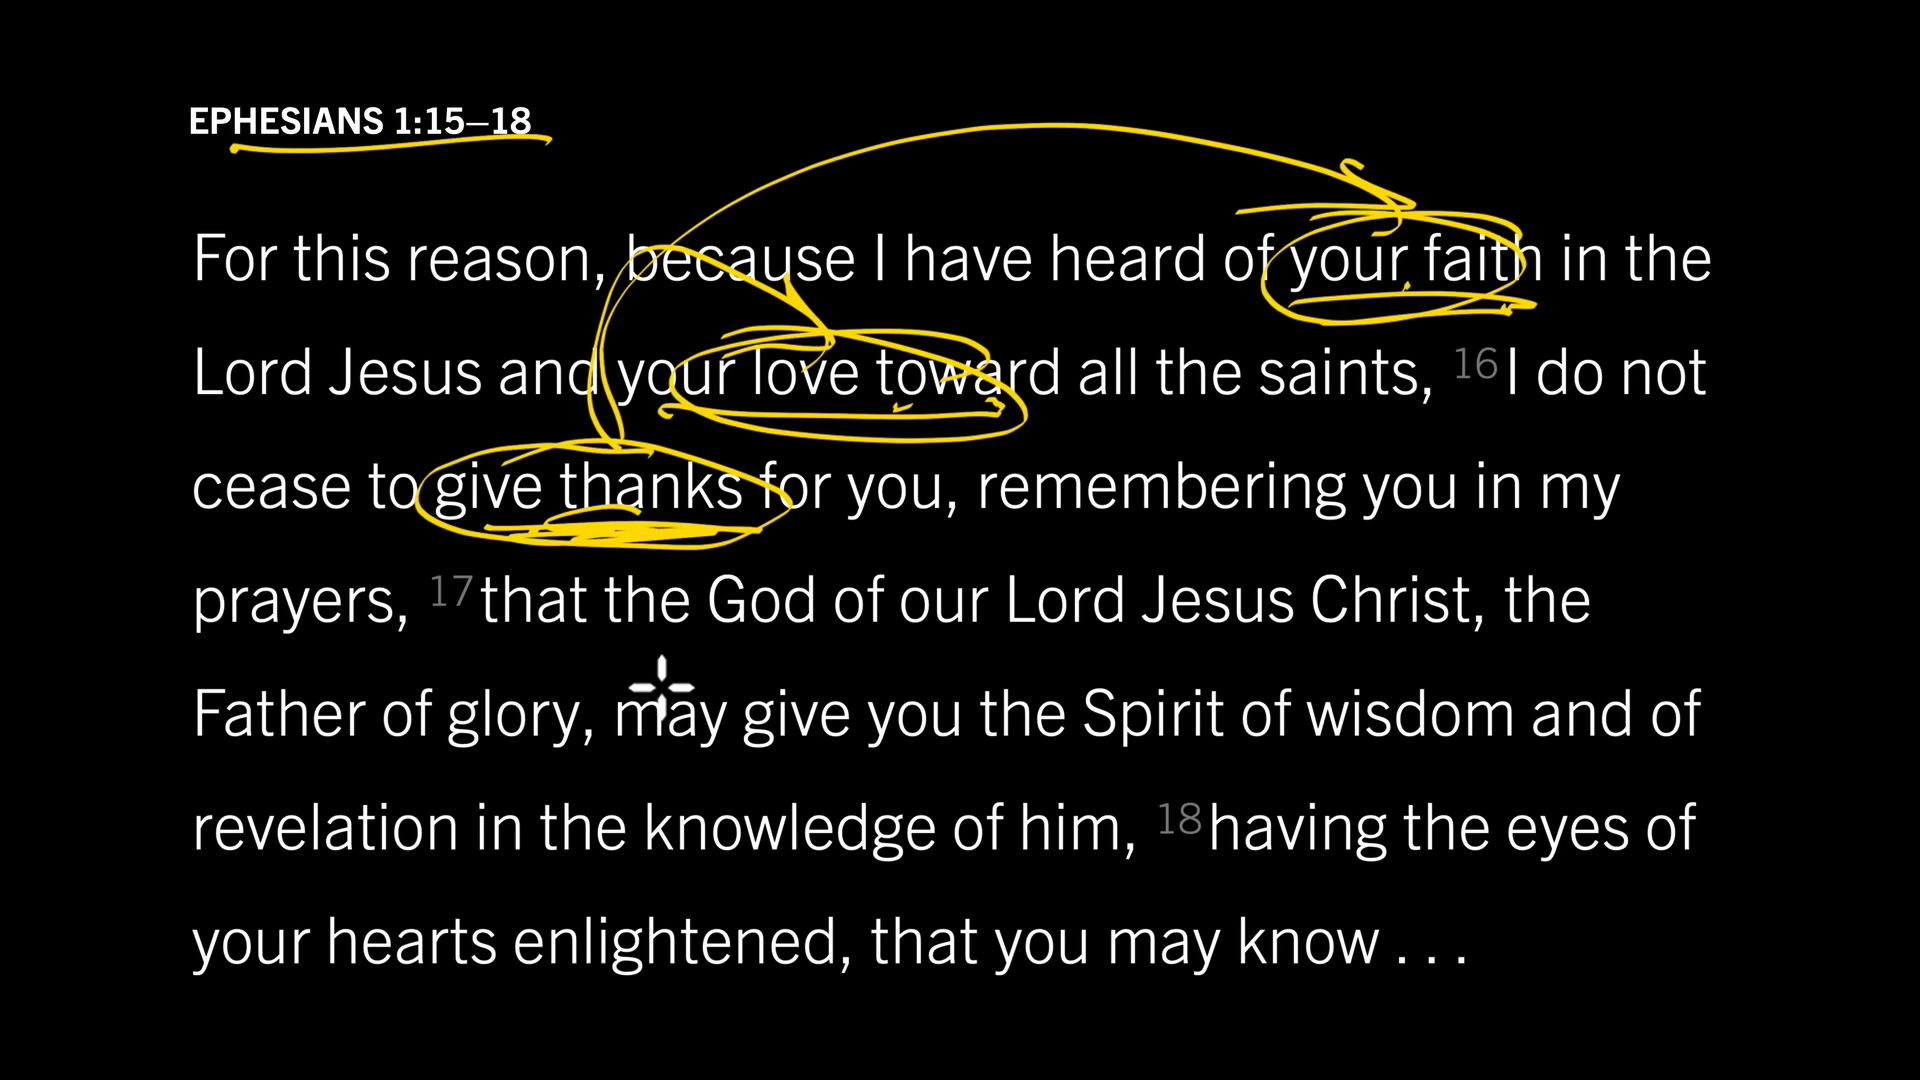 EPHESIANS 1:15–18
For this reason, because I have heard of your faith in the
Lord Jesus and your love toward all the saints, 16 I do not
cease to give thanks for you, remembering you in my
prayers, 17 that the God of our Lord Jesus Christ, the
Father of glory, may give you the Spirit of wisdom and of
revelation in the knowledge of him, 18 having the eyes of
your hearts enlightened, that you may know . . .